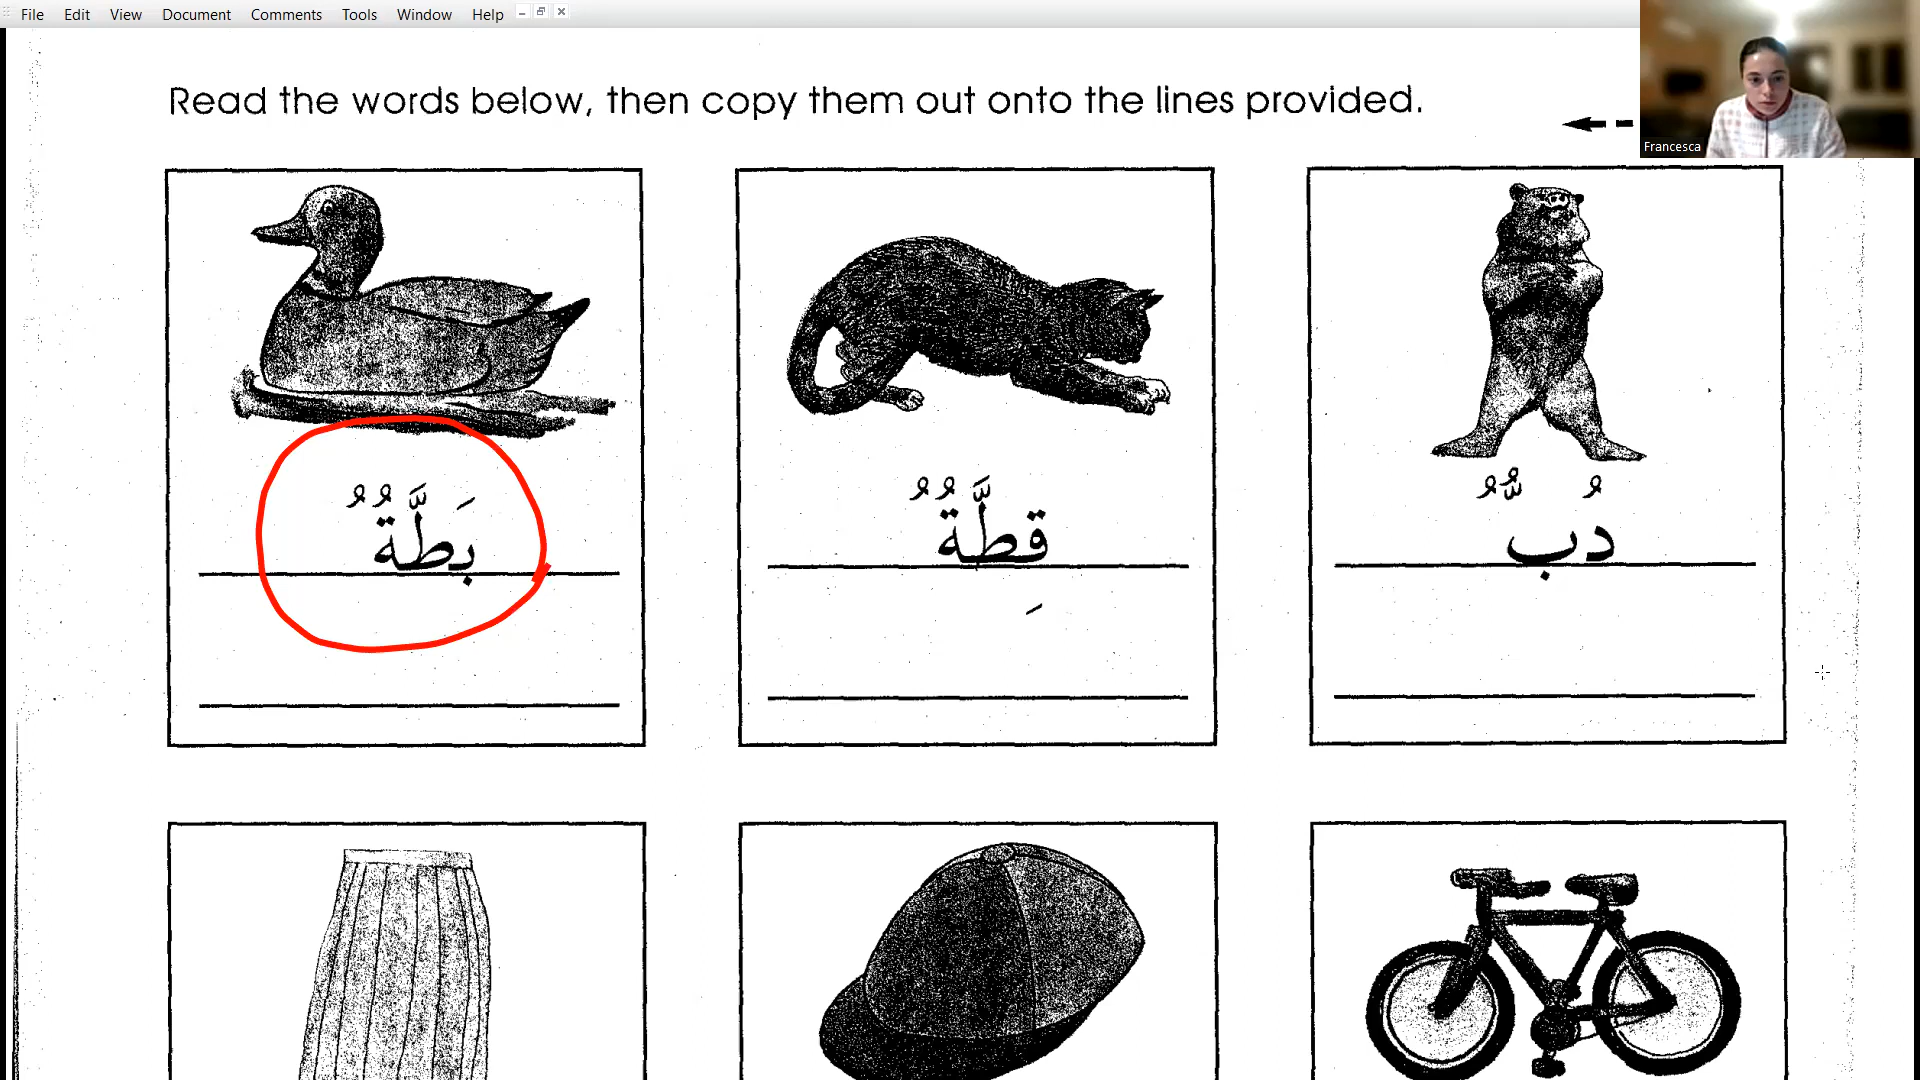 File Edit View Document Comments Tools Window Help
Read the words below, then copy them out onto the lines provided.
Francesca
دُبٌّ
قِطَّةٌ
بَطَّةٌ